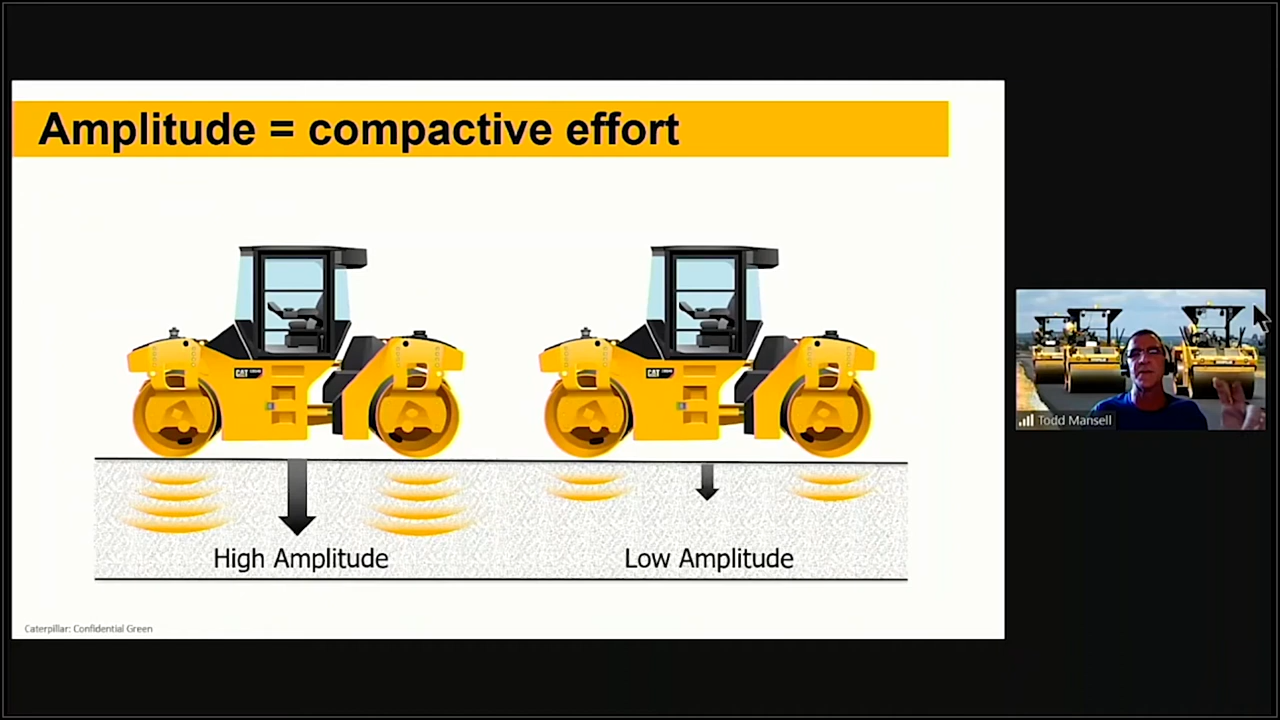 Amplitude = compactive effort
CAT
CAT
High Amplitude
Low Amplitude
Caterpillar: Confidential Green
Todd Mansell